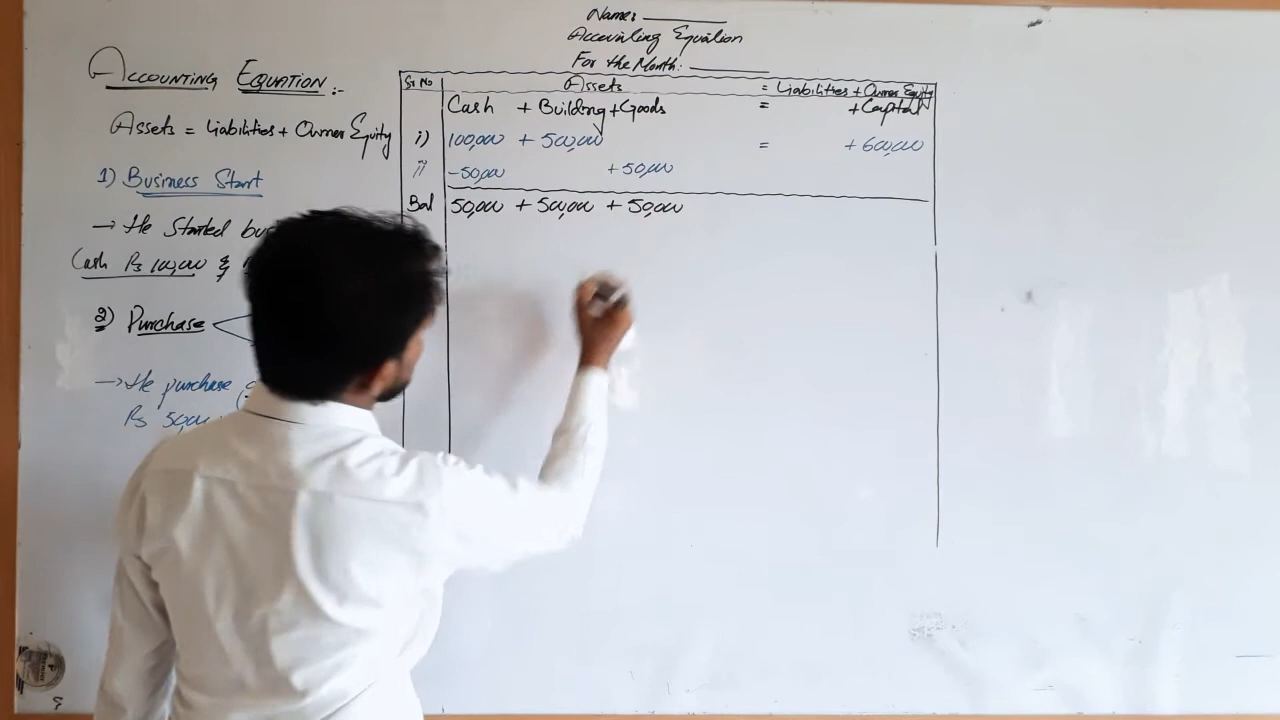 Name: ________
Accounting Equation
For the Month: ________
ACCOUNTING EQUATION :-
Assets = Liabilities + Owner Equity
1) Business Start
→ He Started
Cash Rs 100,000 &
2) Purchase
→ He purchase
Rs 50,000
Sr No Assets = Liabilities + Owner Equity
Cash + Building + Goods = + Capital
i) 100,000 + 500,000 = + 600,000
ii -50,000 + 50,000
Bal 50,000 + 500,000 + 50,000